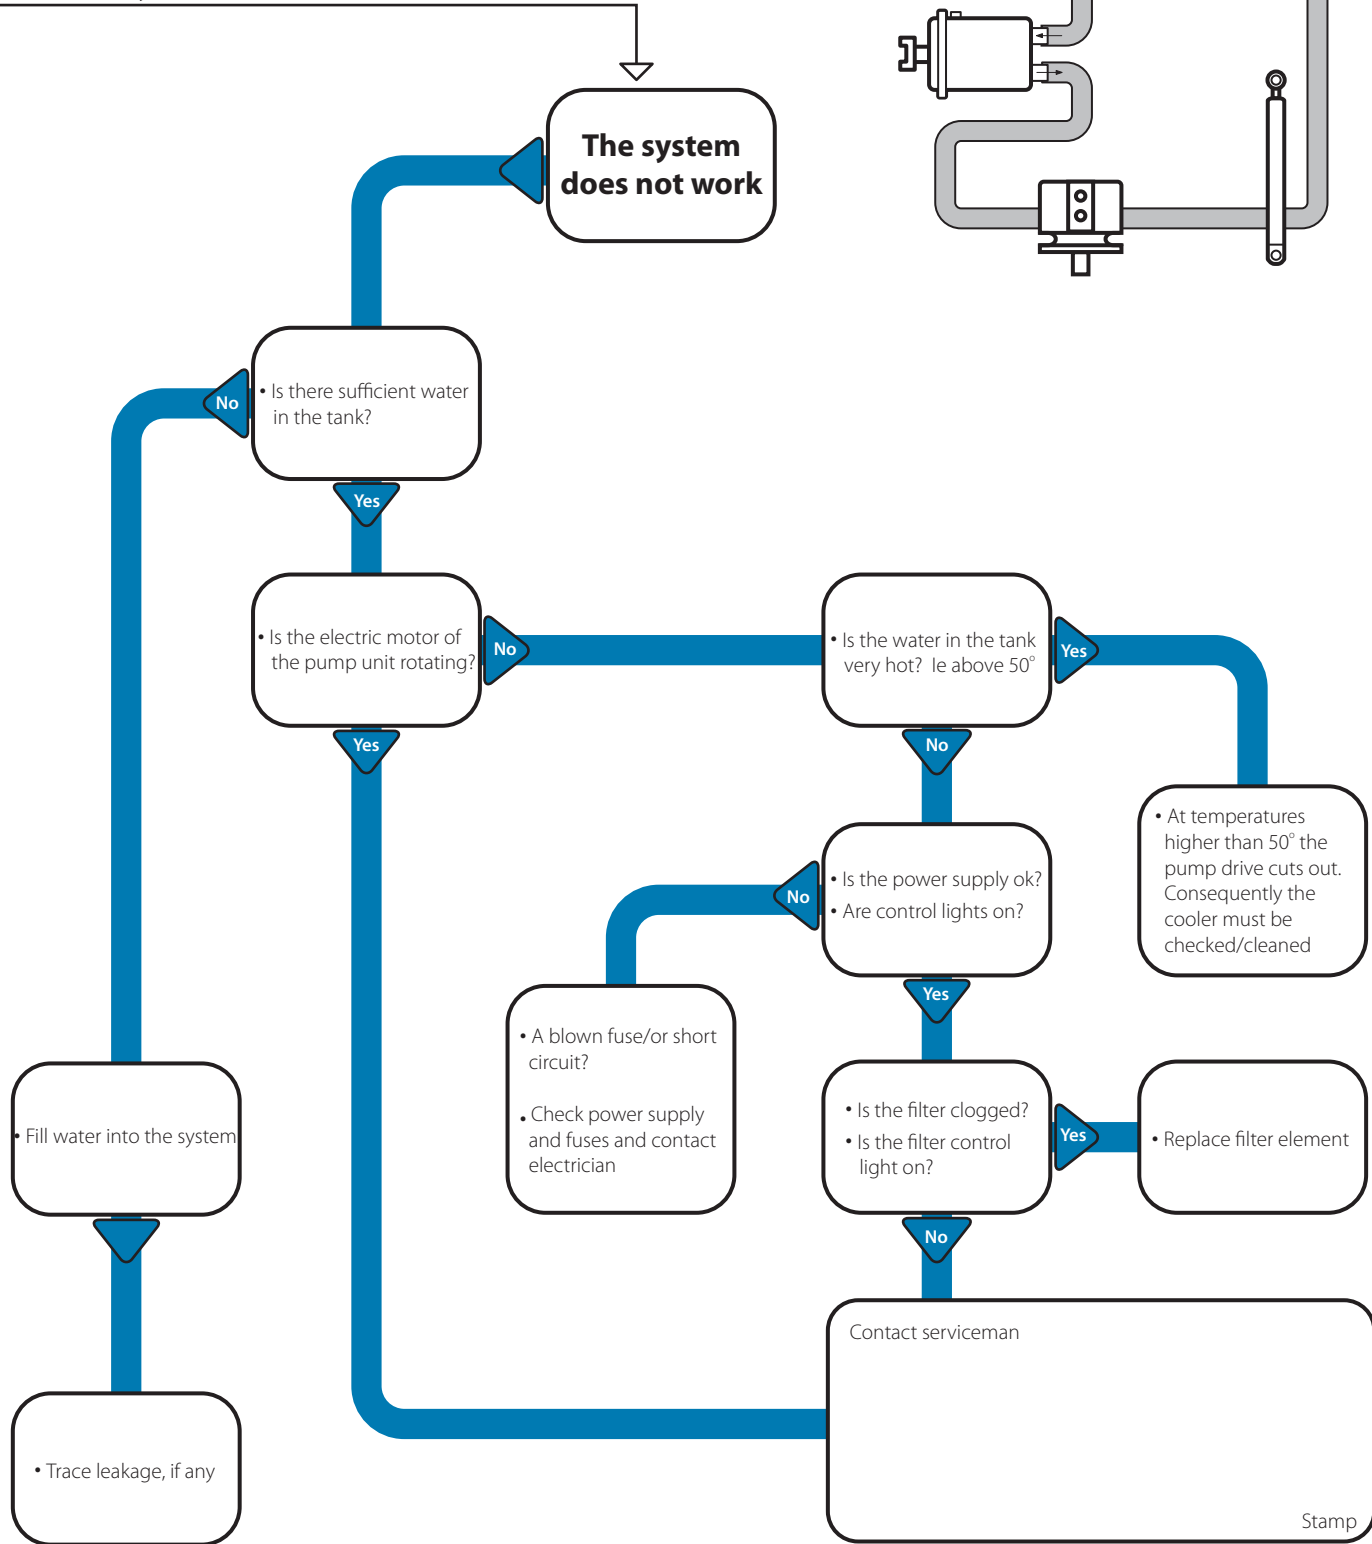 The system
does not work
No
• Is there sufficient water
in the tank?
Yes
• Is the electric motor of
the pump unit rotating?
No
• Is the water in the tank
very hot? Ie above 50°
Yes
Yes
No
• At temperatures
higher than 50° the
pump drive cuts out.
Consequently the
cooler must be
checked/cleaned
No
• Is the power supply ok?
• Are control lights on?
Yes
• A blown fuse/or short
circuit?
• Check power supply
and fuses and contact
electrician
• Fill water into the system
• Is the filter clogged?
• Is the filter control
light on?
Yes
• Replace filter element
No
Contact serviceman
• Trace leakage, if any
Stamp